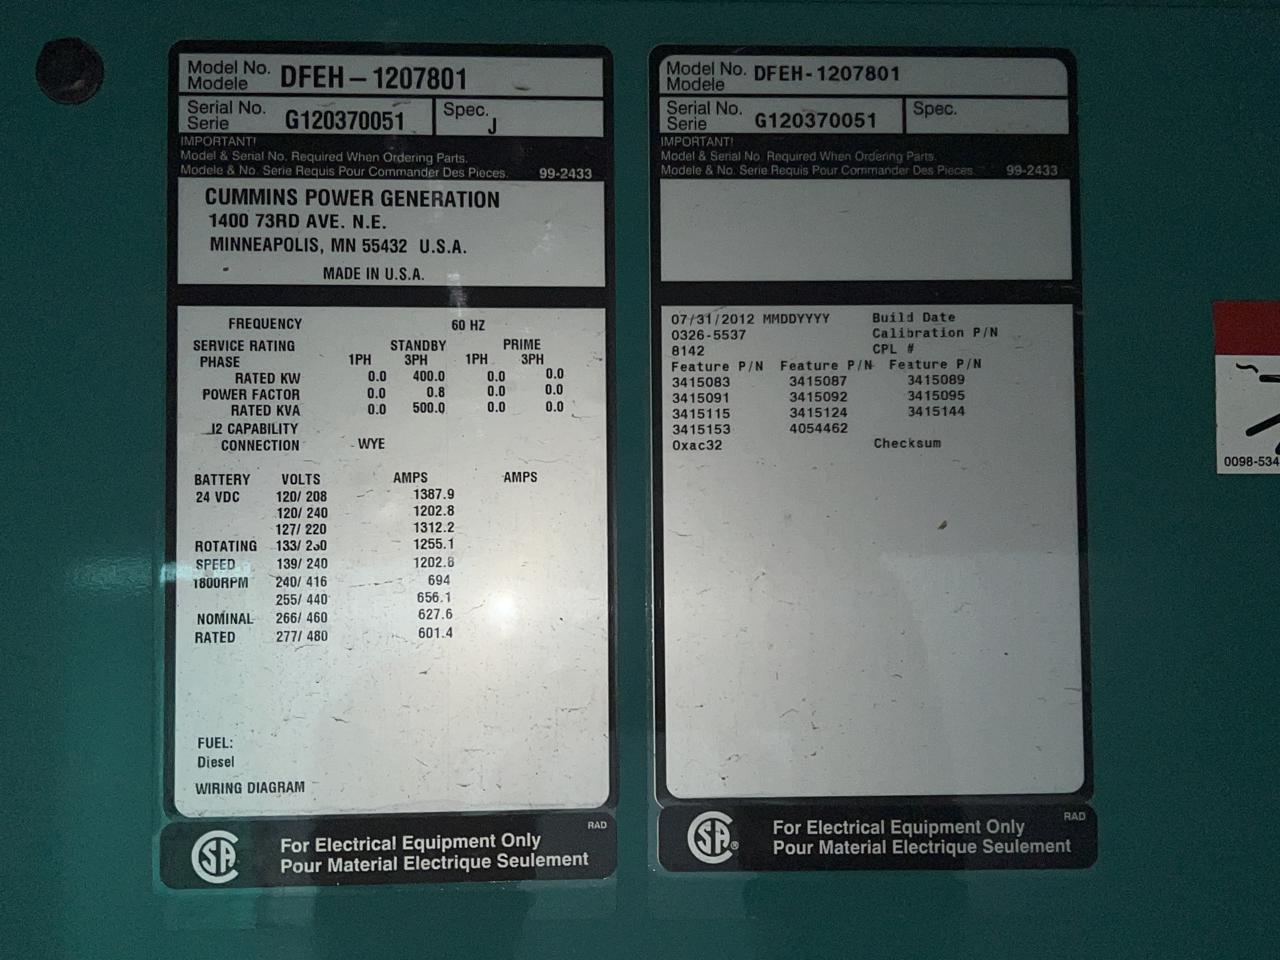 Model No. DFEH-1207801
Modele
Serial No. G120370051 Spec. J
Serie
IMPORTANT!
Model & Serial No. Required When Ordering Parts.
Modele & No. Serie Requis Pour Commander Des Pieces. 99-2433
CUMMINS POWER GENERATION
1400 73RD AVE. N.E.
MINNEAPOLIS, MN 55432 U.S.A.
MADE IN U.S.A.
FREQUENCY 60 HZ
SERVICE RATING STANDBY PRIME
PHASE 1PH 3PH 1PH 3PH
RATED KW 0.0 400.0 0.0 0.0
POWER FACTOR 0.0 0.8 0.0 0.0
RATED KVA 0.0 500.0 0.0 0.0
I2 CAPABILITY
CONNECTION WYE
BATTERY VOLTS AMPS AMPS
24 VDC 120/ 208 1387.9
120/ 240 1202.8
127/ 220 1312.2
ROTATING 133/ 230 1255.1
SPEED 139/ 240 1202.8
1800RPM 240/ 416 694
255/ 440 656.1
NOMINAL 266/ 460 627.6
RATED 277/ 480 601.4
FUEL:
Diesel
WIRING DIAGRAM
RAD
SA For Electrical Equipment Only
Pour Material Electrique Seulement
Model No. DFEH-1207801
Modele
Serial No. G120370051 Spec.
Serie
IMPORTANT!
Model & Serial No. Required When Ordering Parts.
Modele & No. Serie Requis Pour Commander Des Pieces. 99-2433
07/31/2012 MMDDYYYY Build Date
0326-5537 Calibration P/N
8142 CPL #
Feature P/N Feature P/N Feature P/N
3415083 3415087 3415089
3415091 3415092 3415095
3415115 3415124 3415144
3415153 4054462
0xac32 Checksum
RAD
SA® For Electrical Equipment Only
Pour Material Electrique Seulement
0098-534